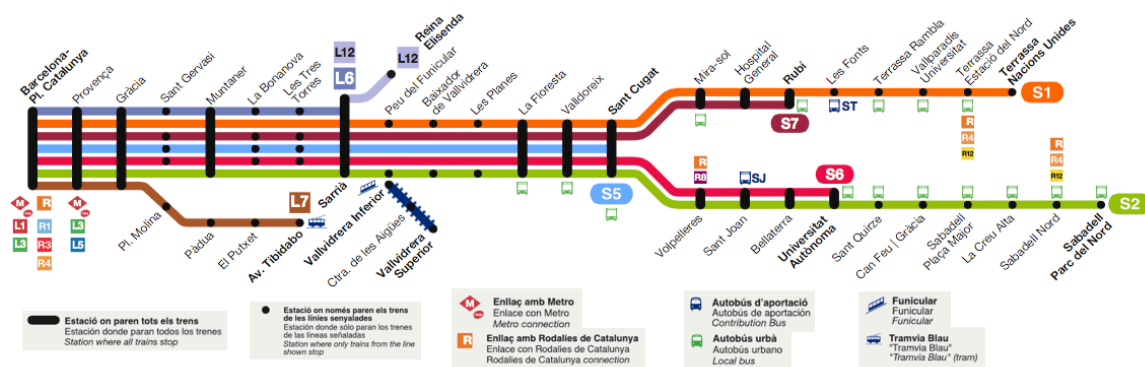 Barcelona-
Pl. Catalunya
Provença
Gràcia
Sant Gervasi
Muntaner
La Bonanova
Les Tres
Torres
L12
L6
L12
Reina
Elisenda
Peu del Funicular
Baixador
de Vallvidrera
Les Planes
La Floresta
Valldoreix
Sant Cugat
Mira-sol
Hospital
General
Rubí
Les Fonts
Terrassa Rambla
Vallparadís
Universitat
Terrassa
Estació del Nord
Terrassa
Nacions Unides
S1
ST
S7
R
R4
R12
R
R4
R12
R
R8
SJ
S6
S5
S2
M
L1
L3
R
R1
R3
R4
M
L3
L5
Pl. Molina
Pàdua
El Putxet
Av. Tibidabo
L7
Sarrià
Vallvidrera Inferior
Ctra. de les Aigües
Vallvidrera
Superior
Volpelleres
Sant Joan
Bellaterra
Universitat
Autònoma
Sant Quirze
Can Feu | Gràcia
Sabadell
Plaça Major
La Creu Alta
Sabadell Nord
Sabadell
Parc del Nord
Estació on paren tots els trens
Estación donde paran todos los trenes
Station where all trains stop
Estació on només paren els trens
de les línies senyalades
Estación donde sólo paran los trenes
de las líneas señaladas
Station where only trains from the line
shown stop
M
Enllaç amb Metro
Enlace con Metro
Metro connection
R
Enllaç amb Rodalies de Catalunya
Enlace con Rodalies de Catalunya
Rodalies de Catalunya connection
Autobús d'aportació
Autobús de aportación
Contribution Bus
Autobús urbà
Autobús urbano
Local bus
Funicular
Funicular
Funicular
Tramvia Blau
"Tramvia Blau"
"Tramvia Blau" (tram)